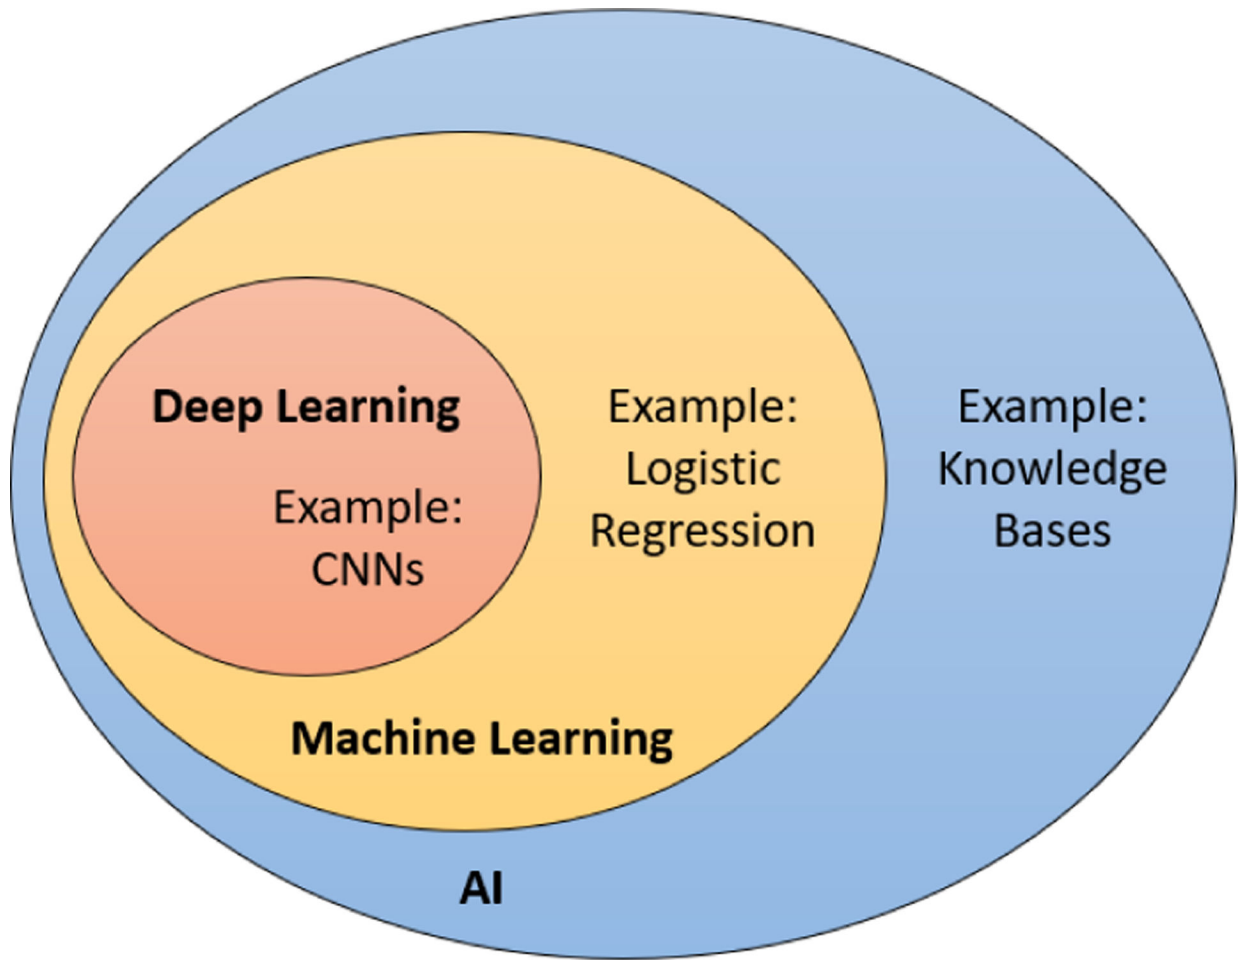 Deep Learning
Example:
CNNs
Example:
Logistic
Regression
Example:
Knowledge
Bases
Machine Learning
AI